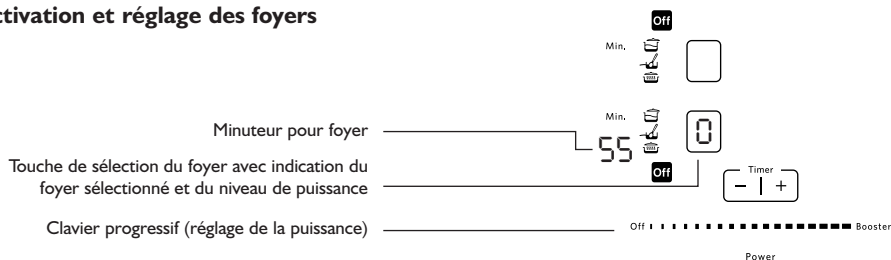 ctivation et réglage des foyers
Off
Min.
Min.
Minuteur pour foyer
55
0
Touche de sélection du foyer avec indication du
foyer sélectionné et du niveau de puissance
Off
Timer
− | +
Clavier progressif (réglage de la puissance)
Off
Booster
Power